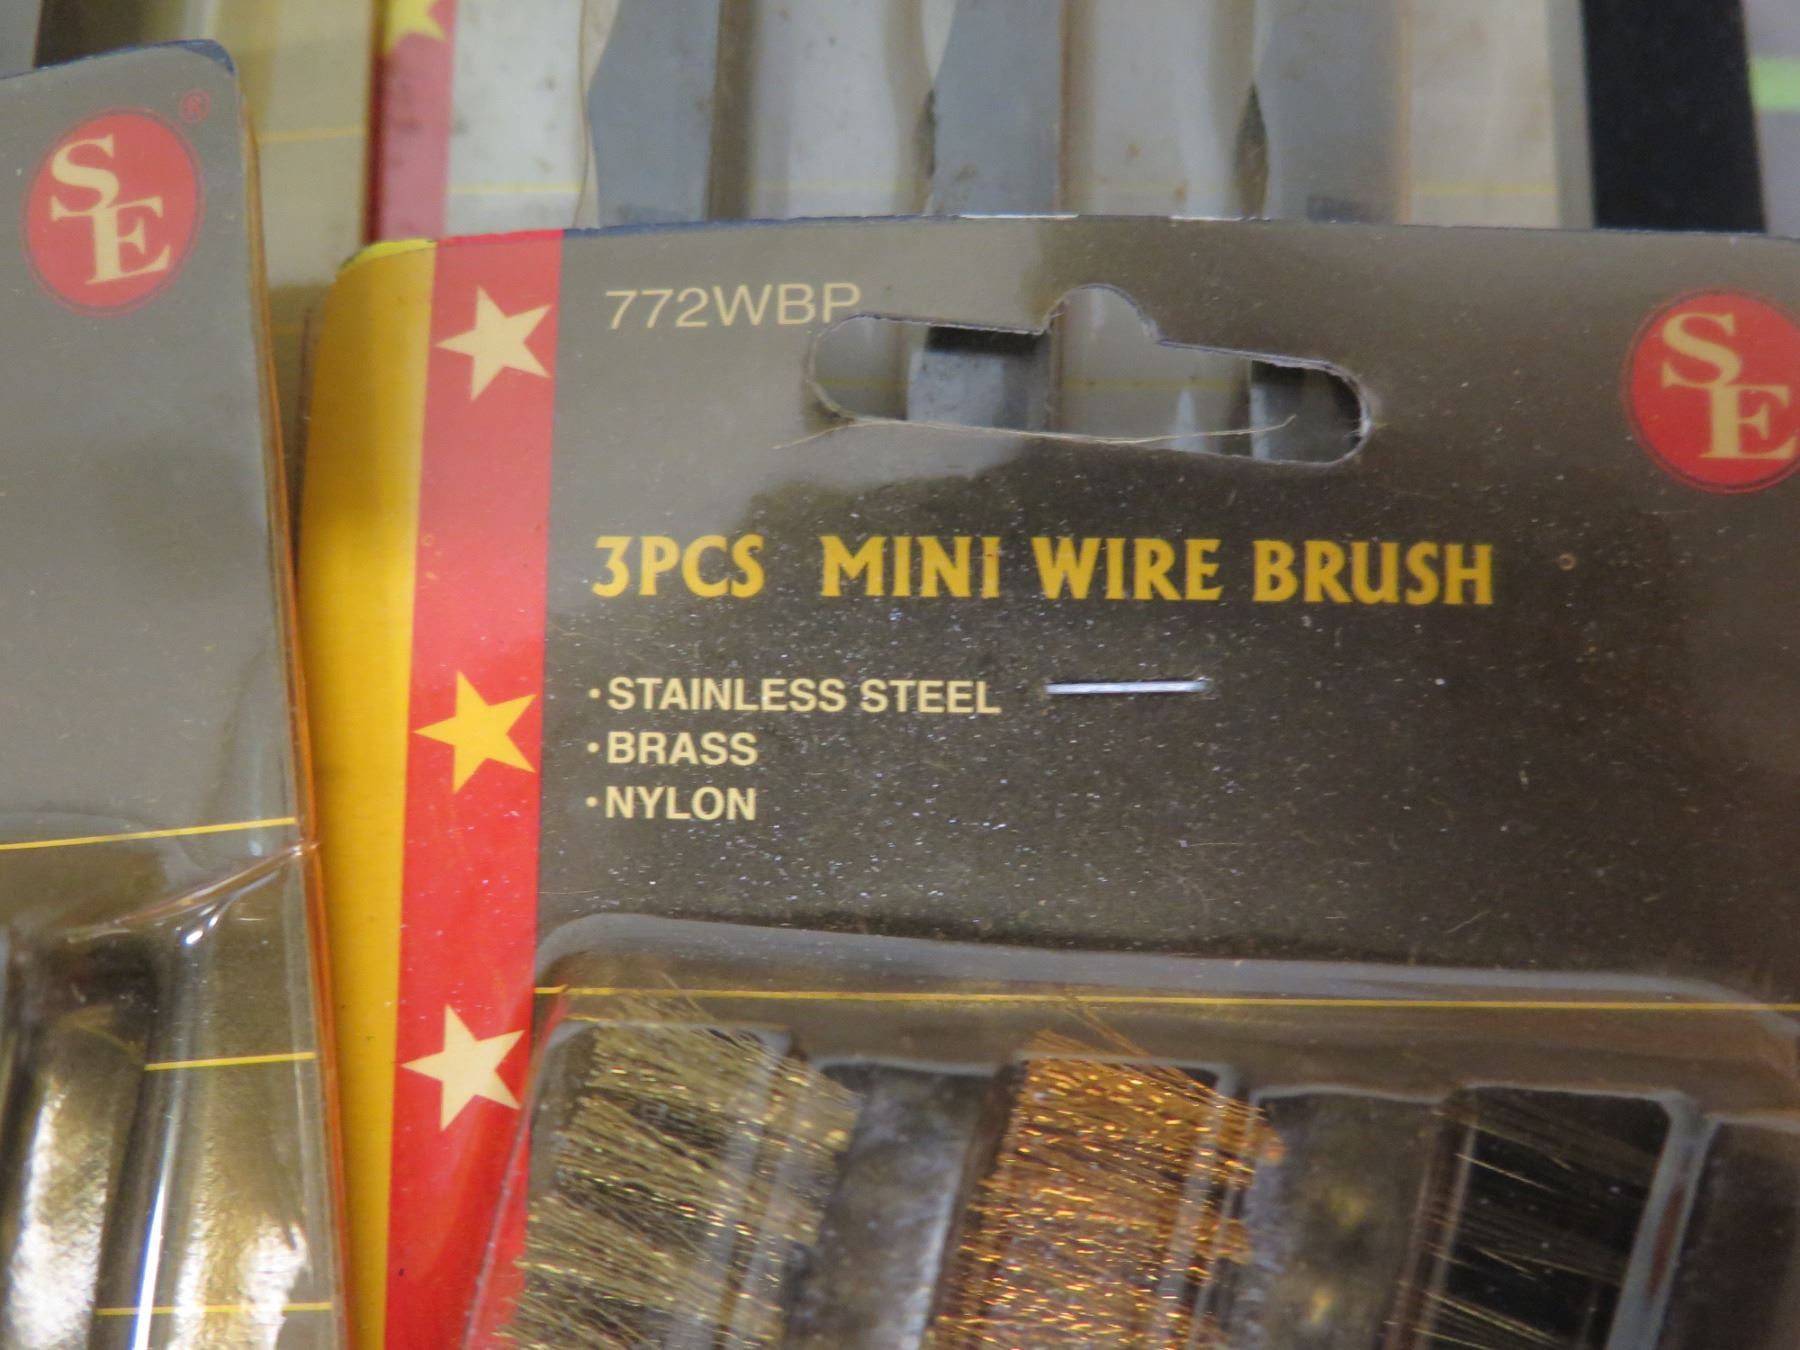 SE®
772WBP
SE
3PCS MINI WIRE BRUSH
·STAINLESS STEEL
·BRASS
·NYLON